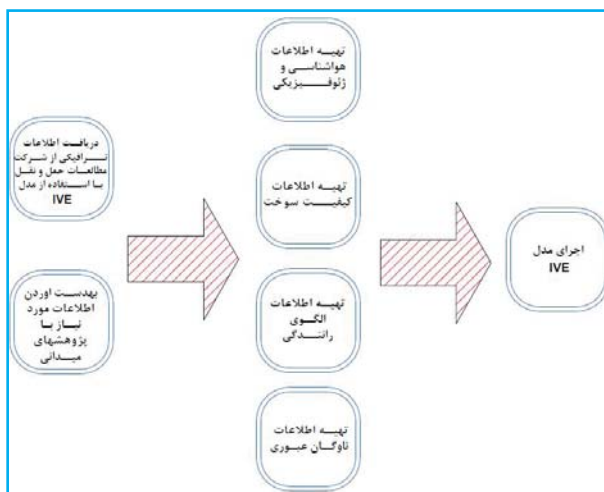 تهیه اطلاعات
هواشناسی و
ژئوفیزیکی
دریافت اطلاعات
ترافیکی از شرکت
مطالعات حمل و نقل
با استفاده از مدل
IVE
تهیه اطلاعات
کیفیت سوخت
اجرای مدل
IVE
بهدست اوردن
اطلاعات مورد
نیاز با
پژوهشهای
میدانی
تهیه اطلاعات
الگوی
رانندگی
تهیه اطلاعات
ناوگان عبوری